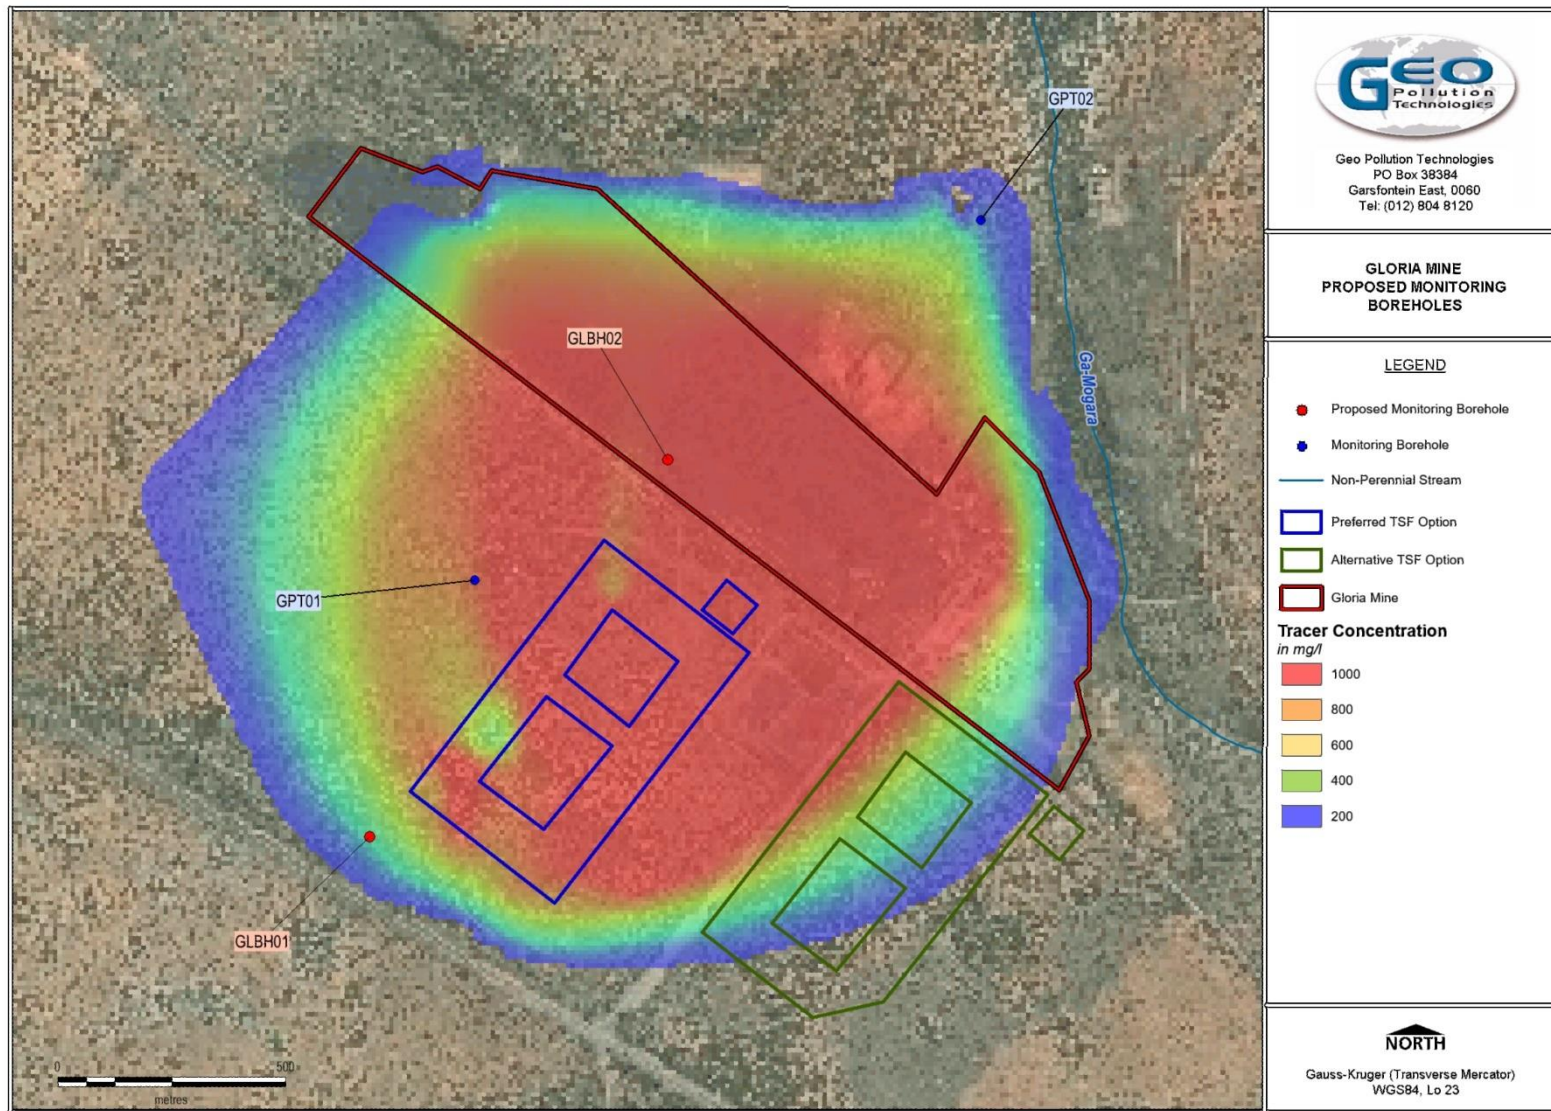 GPT02
GLBH02
Ga-Mogara
GPT01
GLBH01
0
500
metres
GEO
Pollution
Technologies
Geo Pollution Technologies
PO Box 38384
Garsfontein East, 0060
Tel: (012) 804 8120
GLORIA MINE
PROPOSED MONITORING
BOREHOLES
LEGEND
Proposed Monitoring Borehole
Monitoring Borehole
Non-Perennial Stream
Preferred TSF Option
Alternative TSF Option
Gloria Mine
Tracer Concentration
in mg/l
1000
800
600
400
200
NORTH
Gauss-Kruger (Transverse Mercator)
WGS84, Lo 23